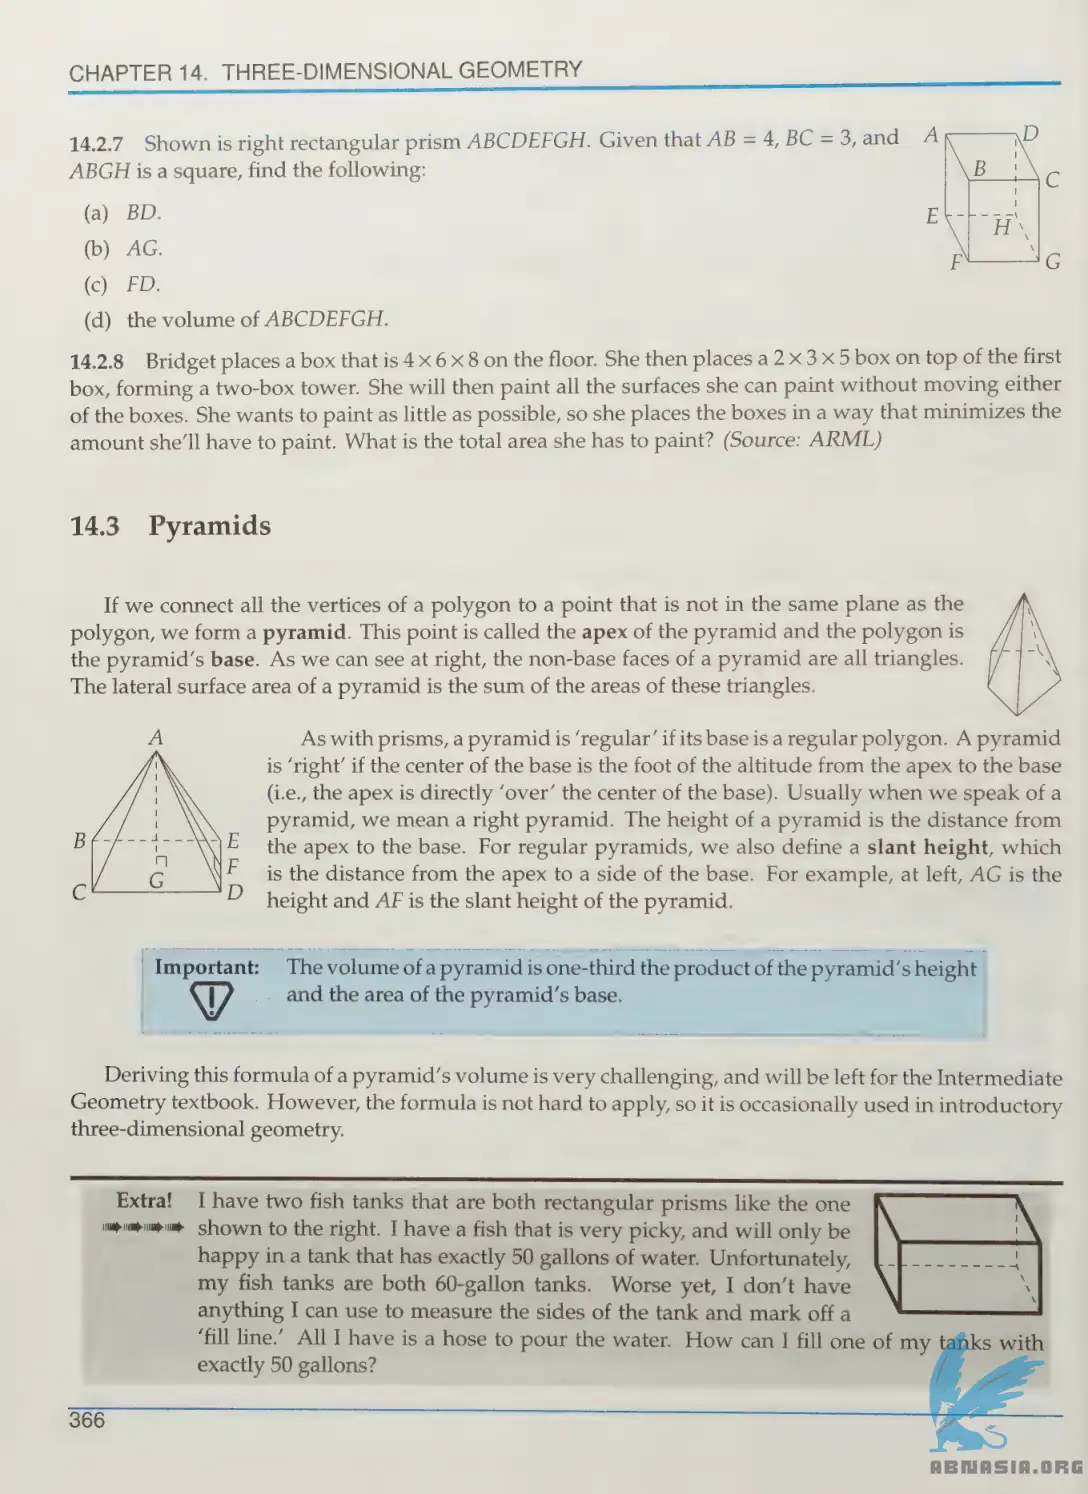 CHAPTER 14. THREE-DIMENSIONAL GEOMETRY
14.2.7 Shown is right rectangular prism ABCDEFGH. Given that AB = 4, BC = 3, and
ABGH is a square, find the following:
(a) BD.
(b) AG.
(c) FD.
(d) the volume of ABCDEFGH.
A
D
B
C
E
H
F
G
14.2.8 Bridget places a box that is 4 × 6 × 8 on the floor. She then places a 2 × 3 × 5 box on top of the first
box, forming a two-box tower. She will then paint all the surfaces she can paint without moving either
of the boxes. She wants to paint as little as possible, so she places the boxes in a way that minimizes the
amount she'll have to paint. What is the total area she has to paint? (Source: ARML)
14.3 Pyramids
If we connect all the vertices of a polygon to a point that is not in the same plane as the
polygon, we form a pyramid. This point is called the apex of the pyramid and the polygon is
the pyramid's base. As we can see at right, the non-base faces of a pyramid are all triangles.
The lateral surface area of a pyramid is the sum of the areas of these triangles.
A
B
E
F
C
G
D
As with prisms, a pyramid is 'regular' if its base is a regular polygon. A pyramid
is 'right' if the center of the base is the foot of the altitude from the apex to the base
(i.e., the apex is directly 'over' the center of the base). Usually when we speak of a
pyramid, we mean a right pyramid. The height of a pyramid is the distance from
the apex to the base. For regular pyramids, we also define a slant height, which
is the distance from the apex to a side of the base. For example, at left, AG is the
height and AF is the slant height of the pyramid.
Important: The volume of a pyramid is one-third the product of the pyramid's height
and the area of the pyramid's base.
Deriving this formula of a pyramid's volume is very challenging, and will be left for the Intermediate
Geometry textbook. However, the formula is not hard to apply, so it is occasionally used in introductory
three-dimensional geometry.
Extra! I have two fish tanks that are both rectangular prisms like the one
shown to the right. I have a fish that is very picky, and will only be
happy in a tank that has exactly 50 gallons of water. Unfortunately,
my fish tanks are both 60-gallon tanks. Worse yet, I don't have
anything I can use to measure the sides of the tank and mark off a
'fill line.' All I have is a hose to pour the water. How can I fill one of my tanks with
exactly 50 gallons?
366
ABNASIA.ORG